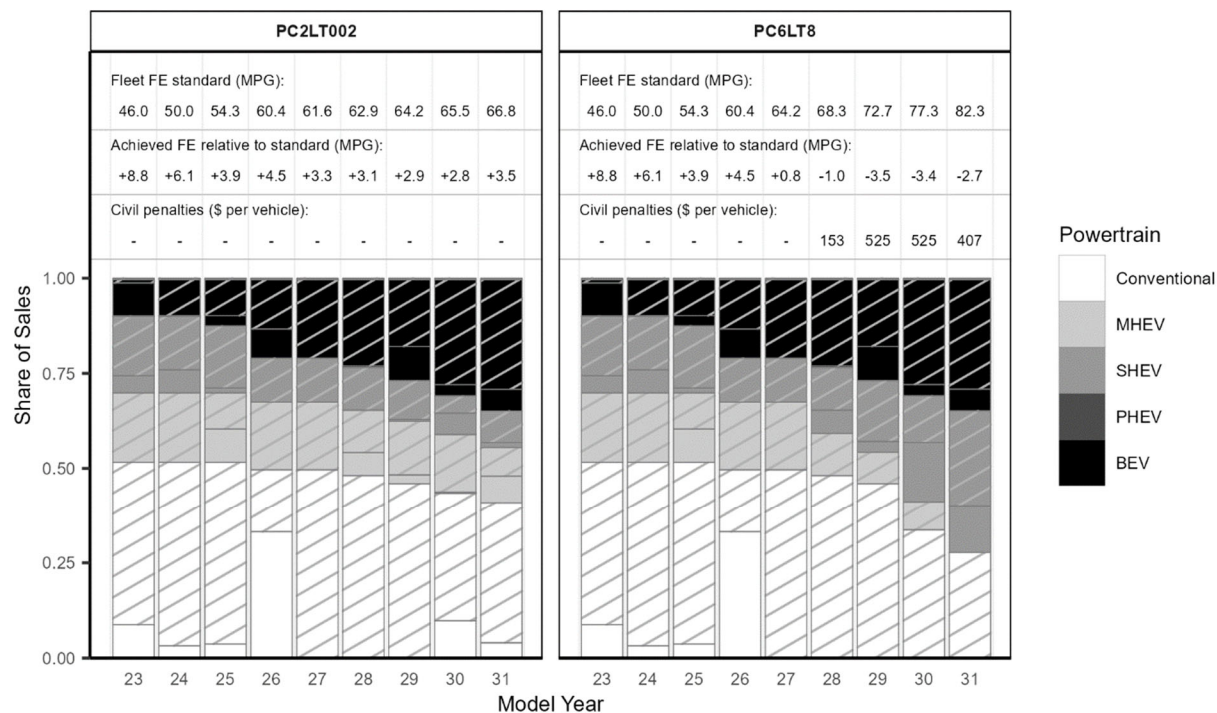 PC2LT002
Fleet FE standard (MPG):
46.0 50.0 54.3 60.4 61.6 62.9 64.2 65.5 66.8
Achieved FE relative to standard (MPG):
+8.8 +6.1 +3.9 +4.5 +3.3 +3.1 +2.9 +2.8 +3.5
Civil penalties ($ per vehicle):
- - - - - - - - -
PC6LT8
Fleet FE standard (MPG):
46.0 50.0 54.3 60.4 64.2 68.3 72.7 77.3 82.3
Achieved FE relative to standard (MPG):
+8.8 +6.1 +3.9 +4.5 +0.8 -1.0 -3.5 -3.4 -2.7
Civil penalties ($ per vehicle):
- - - - - 153 525 525 407
Share of Sales
1.00
0.75
0.50
0.25
0.00
23 24 25 26 27 28 29 30 31
23 24 25 26 27 28 29 30 31
Model Year
Powertrain
Conventional
MHEV
SHEV
PHEV
BEV